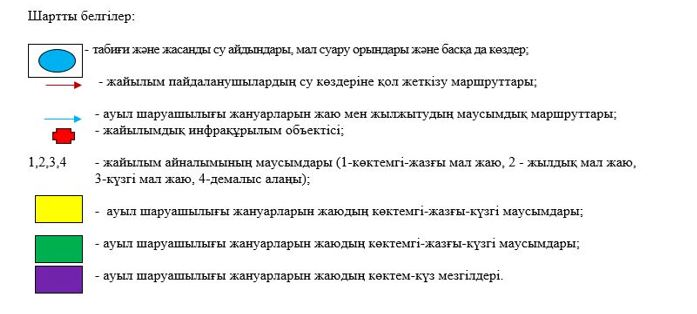 Шартты белгілер:
- табиғи және жасанды су айдындары, мал суару орындары және басқа да көздер;
- жайылым пайдаланушылардың су көздеріне қол жеткізу маршруттары;
- ауыл шаруашылығы жануарларын жаю мен жылжытудың маусымдық маршруттары;
- жайылымдық инфрақұрылым объектісі;
1,2,3,4 - жайылым айналымының маусымдары (1-көктемгі-жазғы мал жаю, 2 - жылдық мал жаю,
3-күзгі мал жаю, 4-демалыс алаңы);
- ауыл шаруашылығы жануарларын жаюдың көктемгі-жазғы-күзгі маусымдары;
- ауыл шаруашылығы жануарларын жаюдың көктемгі-жазғы-күзгі маусымдары;
- ауыл шаруашылығы жануарларын жаюдың көктем-күз мезгілдері.